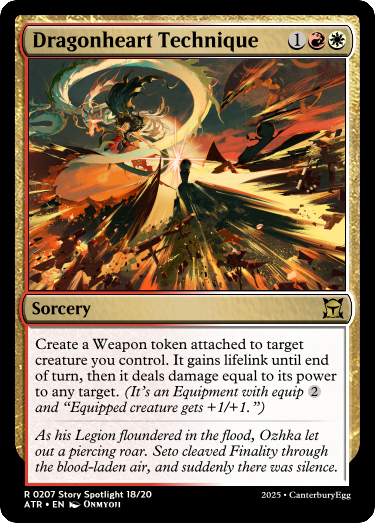 Dragonheart Technique 1
Sorcery
Create a Weapon token attached to target
creature you control. It gains lifelink until end
of turn, then it deals damage equal to its power
to any target. (It's an Equipment with equip 2
and “Equipped creature gets +1/+1.”)
As his Legion floundered in the flood, Ozhka let
out a piercing roar. Seto cleaved Finality through
the blood-laden air, and suddenly there was silence.
R 0207 Story Spotlight 18/20
ATR • EN Onmyoji
2025 • CanterburyEgg